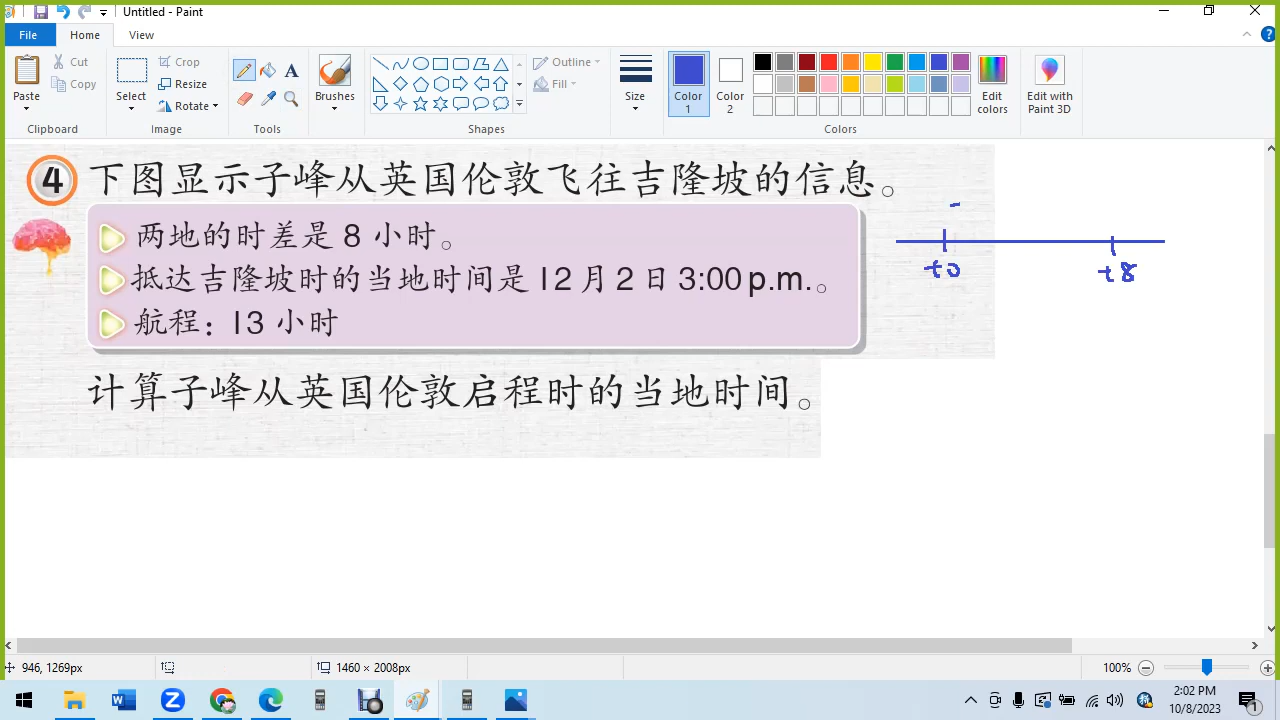 Untitled - Paint
File Home View
Paste Cut Copy Select Crop Resize Rotate Brushes Outline Fill Size Color 1 Color 2 Edit colors Edit with Paint 3D
Clipboard Image Tools Shapes Colors
4 下图显示子峰从英国伦敦飞往吉隆坡的信息。
两地的时差是 8 小时。
抵达吉隆坡时的当地时间是 12 月 2 日 3:00 p.m.。
航程：13 小时
计算子峰从英国伦敦启程时的当地时间。
+0 +8
946, 1269px 1460 × 2008px 100%
2:02 PM
10/8/2023
1